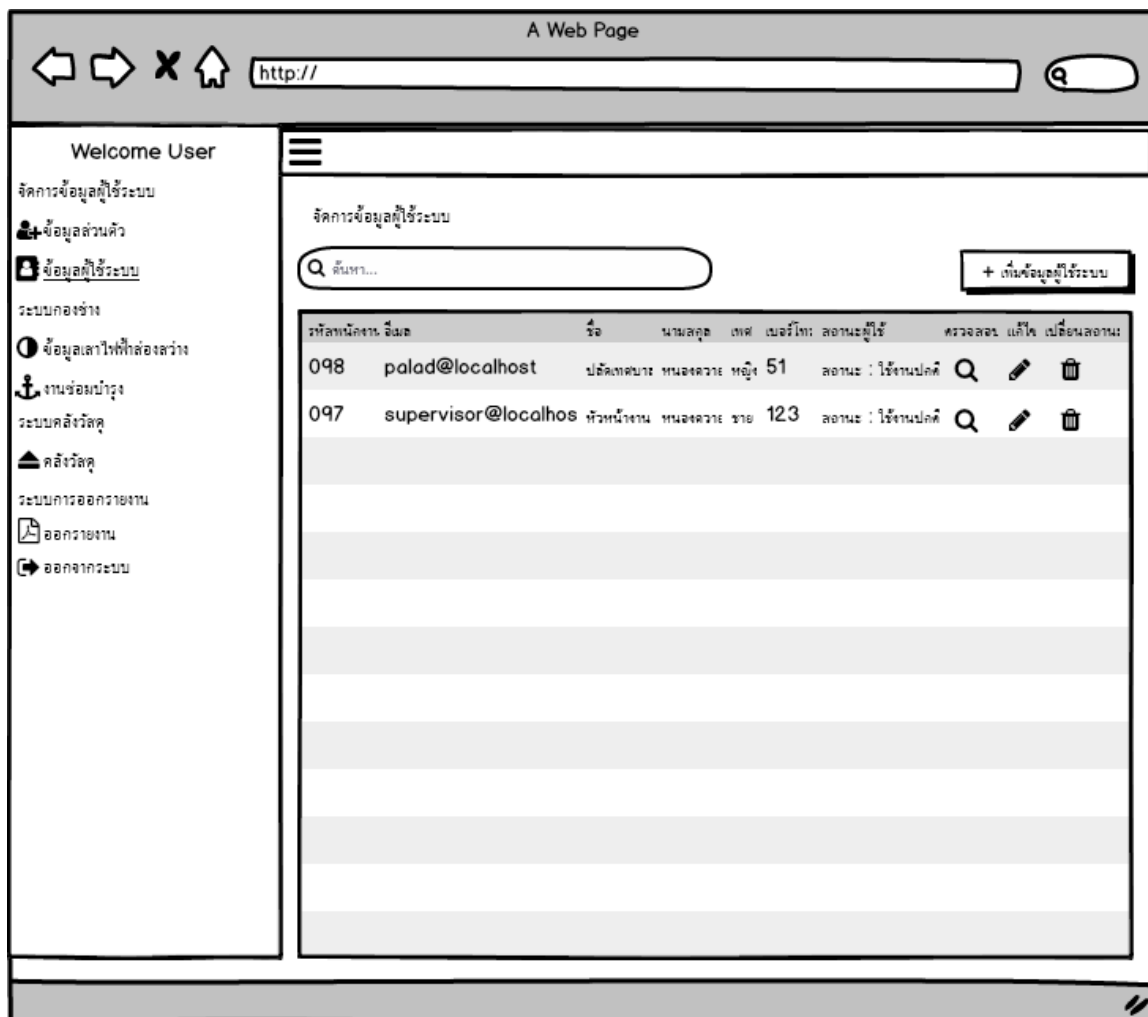 A Web Page
http://
Welcome User
จัดการข้อมูลผู้ใช้ระบบ
ข้อมูลส่วนตัว
ข้อมูลผู้ใช้ระบบ
ระบบกองช่าง
ข้อมูลเสาไฟฟ้าส่องสว่าง
งานซ่อมบำรุง
ระบบคลังวัสดุ
คลังวัสดุ
ระบบการออกรายงาน
ออกรายงาน
ออกจากระบบ
จัดการข้อมูลผู้ใช้ระบบ
ค้นหา...
+ เพิ่มข้อมูลผู้ใช้ระบบ
รหัสพนักงาน อีเมล ชื่อ นามสกุล เพศ เบอร์โทร สถานะผู้ใช้ ตรวจสอบ แก้ไข เปลี่ยนสถานะ
098 palad@localhost ปลัดเทศบาล หนองควาย หญิง 51 สถานะ : ใช้งานปกติ
097 supervisor@localhos หัวหน้างาน หนองควาย ชาย 123 สถานะ : ใช้งานปกติ